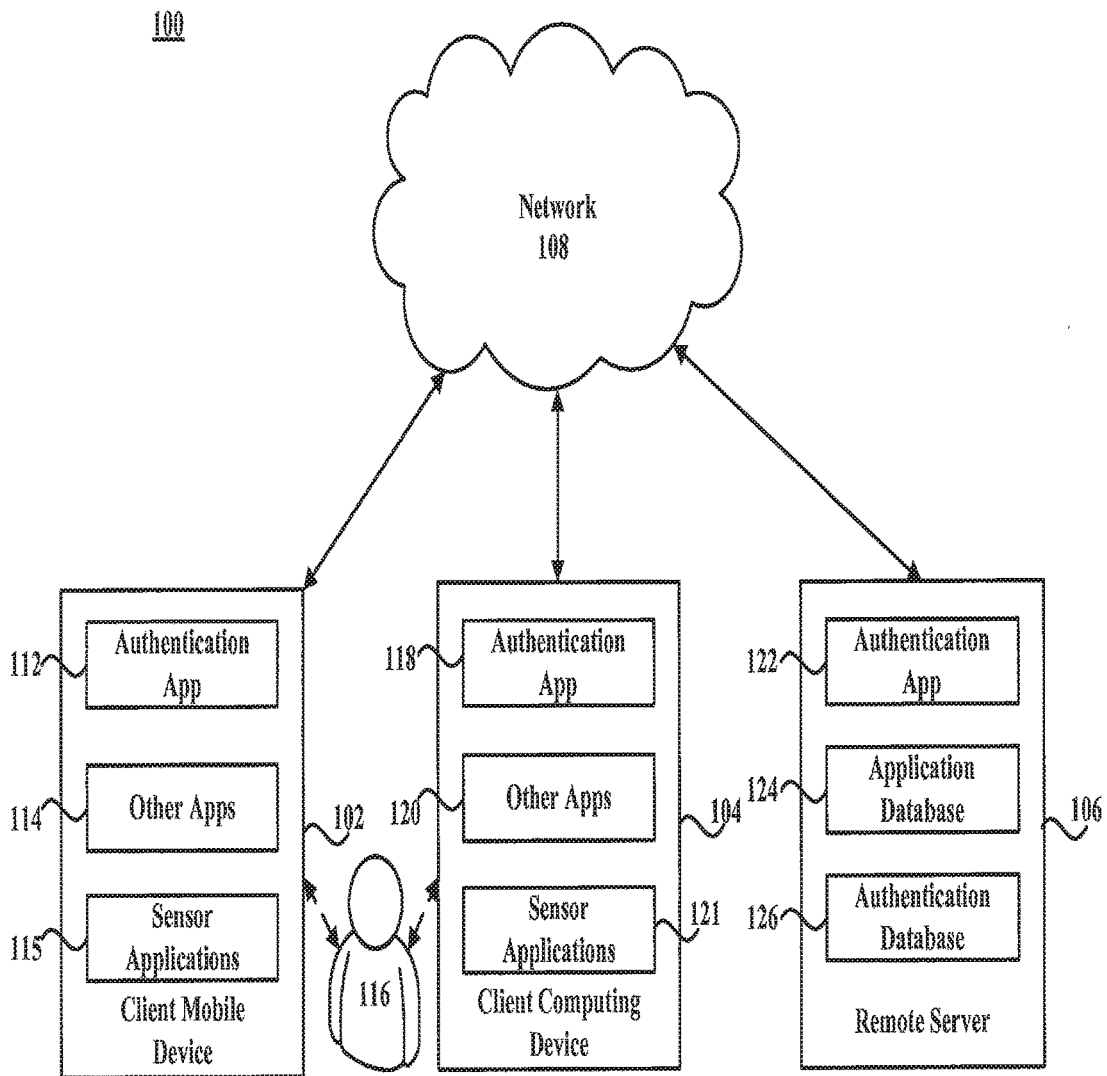 100
Network
108
Authentication
App
112
Other Apps
114
102
Sensor
Applications
115
Client Mobile
Device
116
Authentication
App
118
Other Apps
120
104
Sensor
Applications
121
Client Computing
Device
Authentication
App
122
Application
Database
124
106
Authentication
Database
126
Remote Server